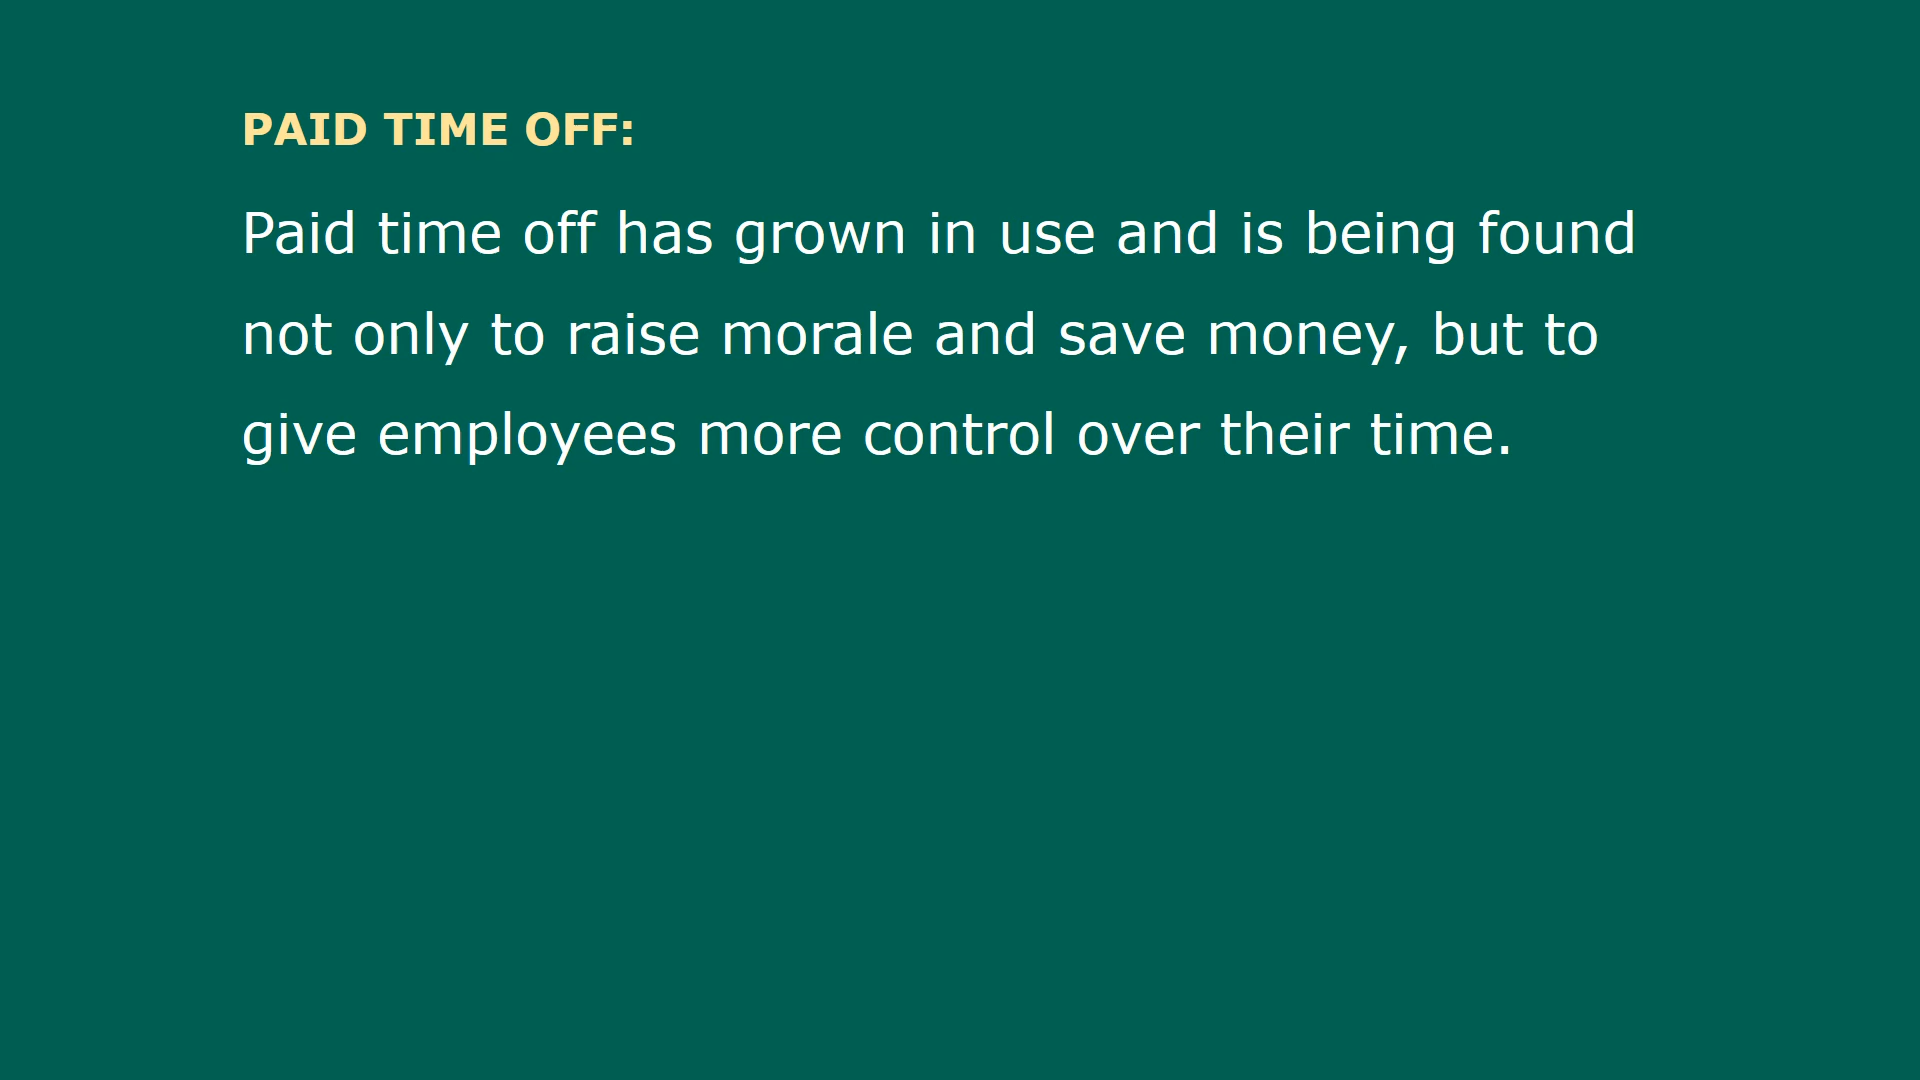 PAID TIME OFF:
Paid time off has grown in use and is being found
not only to raise morale and save money, but to
give employees more control over their time.